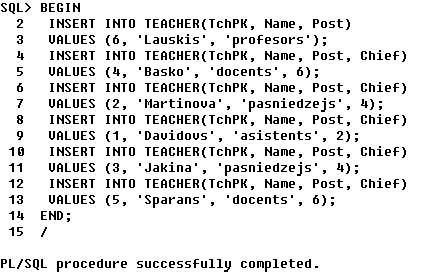 SQL> BEGIN
2 INSERT INTO TEACHER(TchPK, Name, Post)
3 VALUES (6, 'Lauskis', 'profesors');
4 INSERT INTO TEACHER(TchPK, Name, Post, Chief)
5 VALUES (4, 'Basko', 'docents', 6);
6 INSERT INTO TEACHER(TchPK, Name, Post, Chief)
7 VALUES (2, 'Martinova', 'pasniedzejs', 4);
8 INSERT INTO TEACHER(TchPK, Name, Post, Chief)
9 VALUES (1, 'Davidovs', 'asistents', 2);
10 INSERT INTO TEACHER(TchPK, Name, Post, Chief)
11 VALUES (3, 'Jakina', 'pasniedzejs', 4);
12 INSERT INTO TEACHER(TchPK, Name, Post, Chief)
13 VALUES (5, 'Sparans', 'docents', 6);
14 END;
15 /
PL/SQL procedure successfully completed.